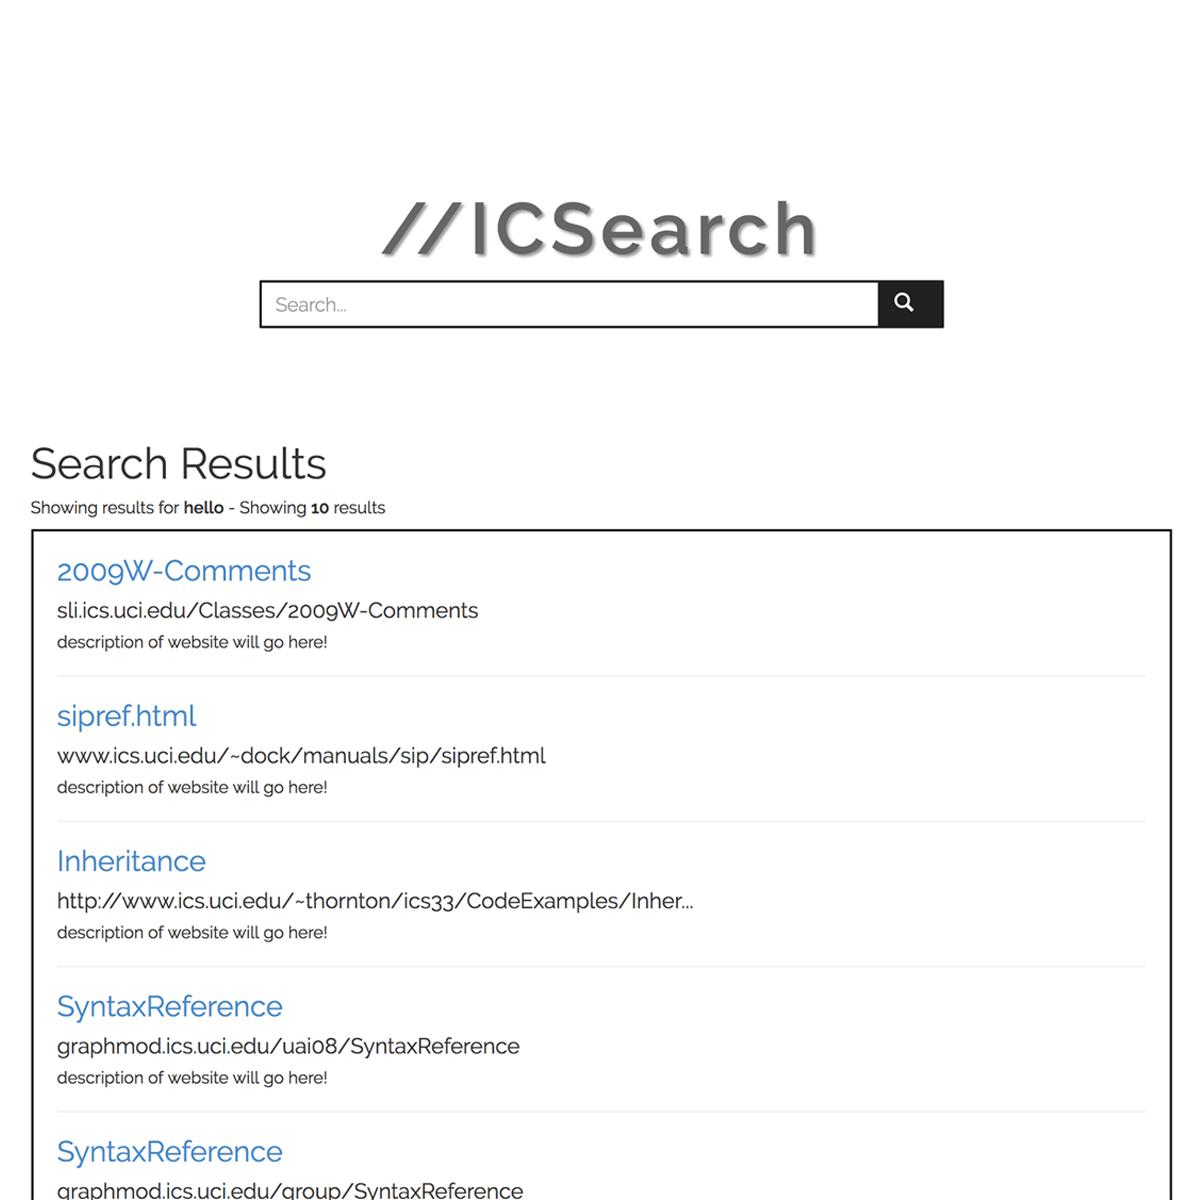 //ICSearch
Search...
Search Results
Showing results for hello - Showing 10 results
2009W-Comments
sli.ics.uci.edu/Classes/2009W-Comments
description of website will go here!
sipref.html
www.ics.uci.edu/~dock/manuals/sip/sipref.html
description of website will go here!
Inheritance
http://www.ics.uci.edu/~thornton/ics33/CodeExamples/Inher...
description of website will go here!
SyntaxReference
graphmod.ics.uci.edu/uai08/SyntaxReference
description of website will go here!
SyntaxReference
graphmod.ics.uci.edu/group/SyntaxReference